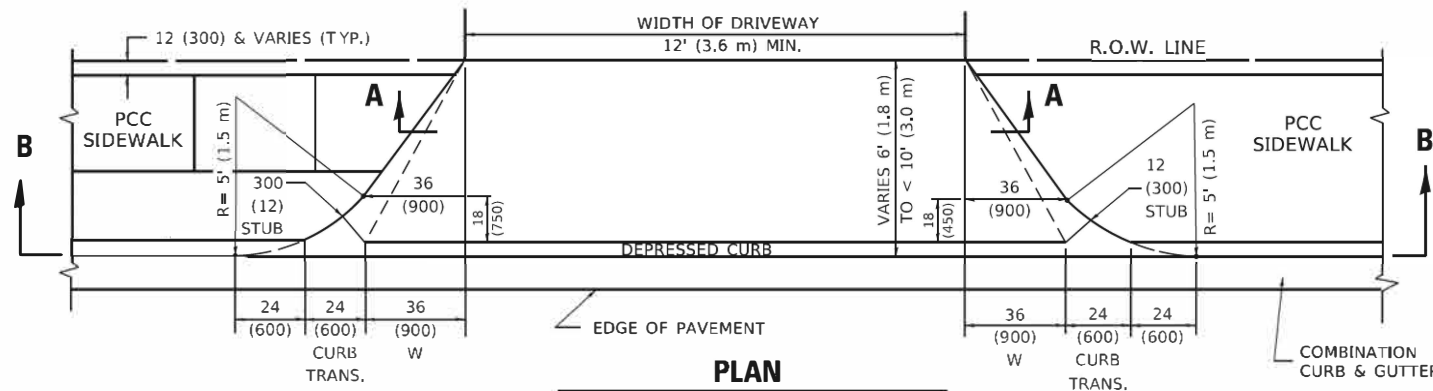 WIDTH OF DRIVEWAY
12' (3.6 m) MIN.
12 (300) & VARIES (TYP.)
R.O.W. LINE
A
A
B
B
PCC
SIDEWALK
PCC
SIDEWALK
R= 5' (1.5 m)
300
(12)
STUB
36
(900)
18
(750)
VARIES 6' (1.8 m)
TO < 10' (3.0 m)
36
(900)
18
(450)
12
(300)
STUB
R= 5' (1.5 m)
DEPRESSED CURB
24
(600)
24
(600)
CURB
TRANS.
36
(900)
W
EDGE OF PAVEMENT
36
(900)
W
24
(600)
CURB
TRANS.
24
(600)
COMBINATION
CURB & GUTTER
PLAN